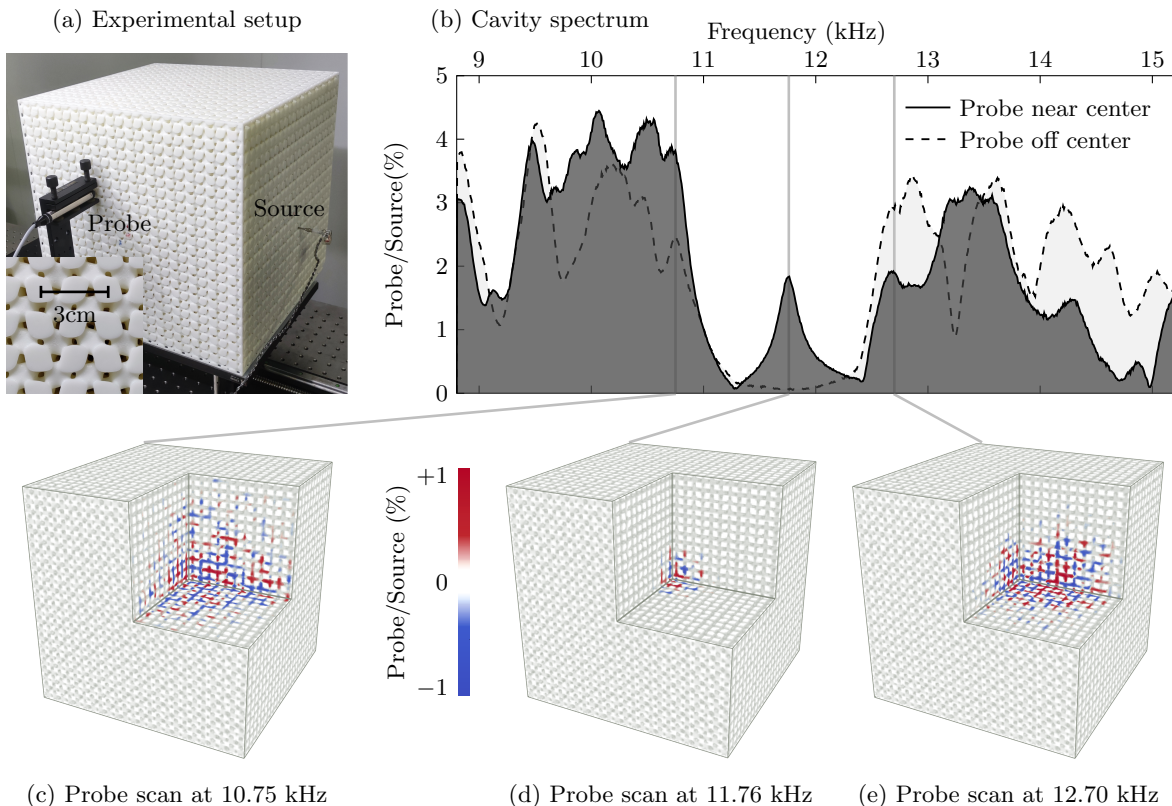 (a) Experimental setup
Probe
Source
3cm
(b) Cavity spectrum
Frequency (kHz)
9 10 11 12 13 14 15
Probe/Source(%)
5
4
3
2
1
0
Probe near center
Probe off center
Probe/Source (%)
+1
0
−1
(c) Probe scan at 10.75 kHz
(d) Probe scan at 11.76 kHz
(e) Probe scan at 12.70 kHz